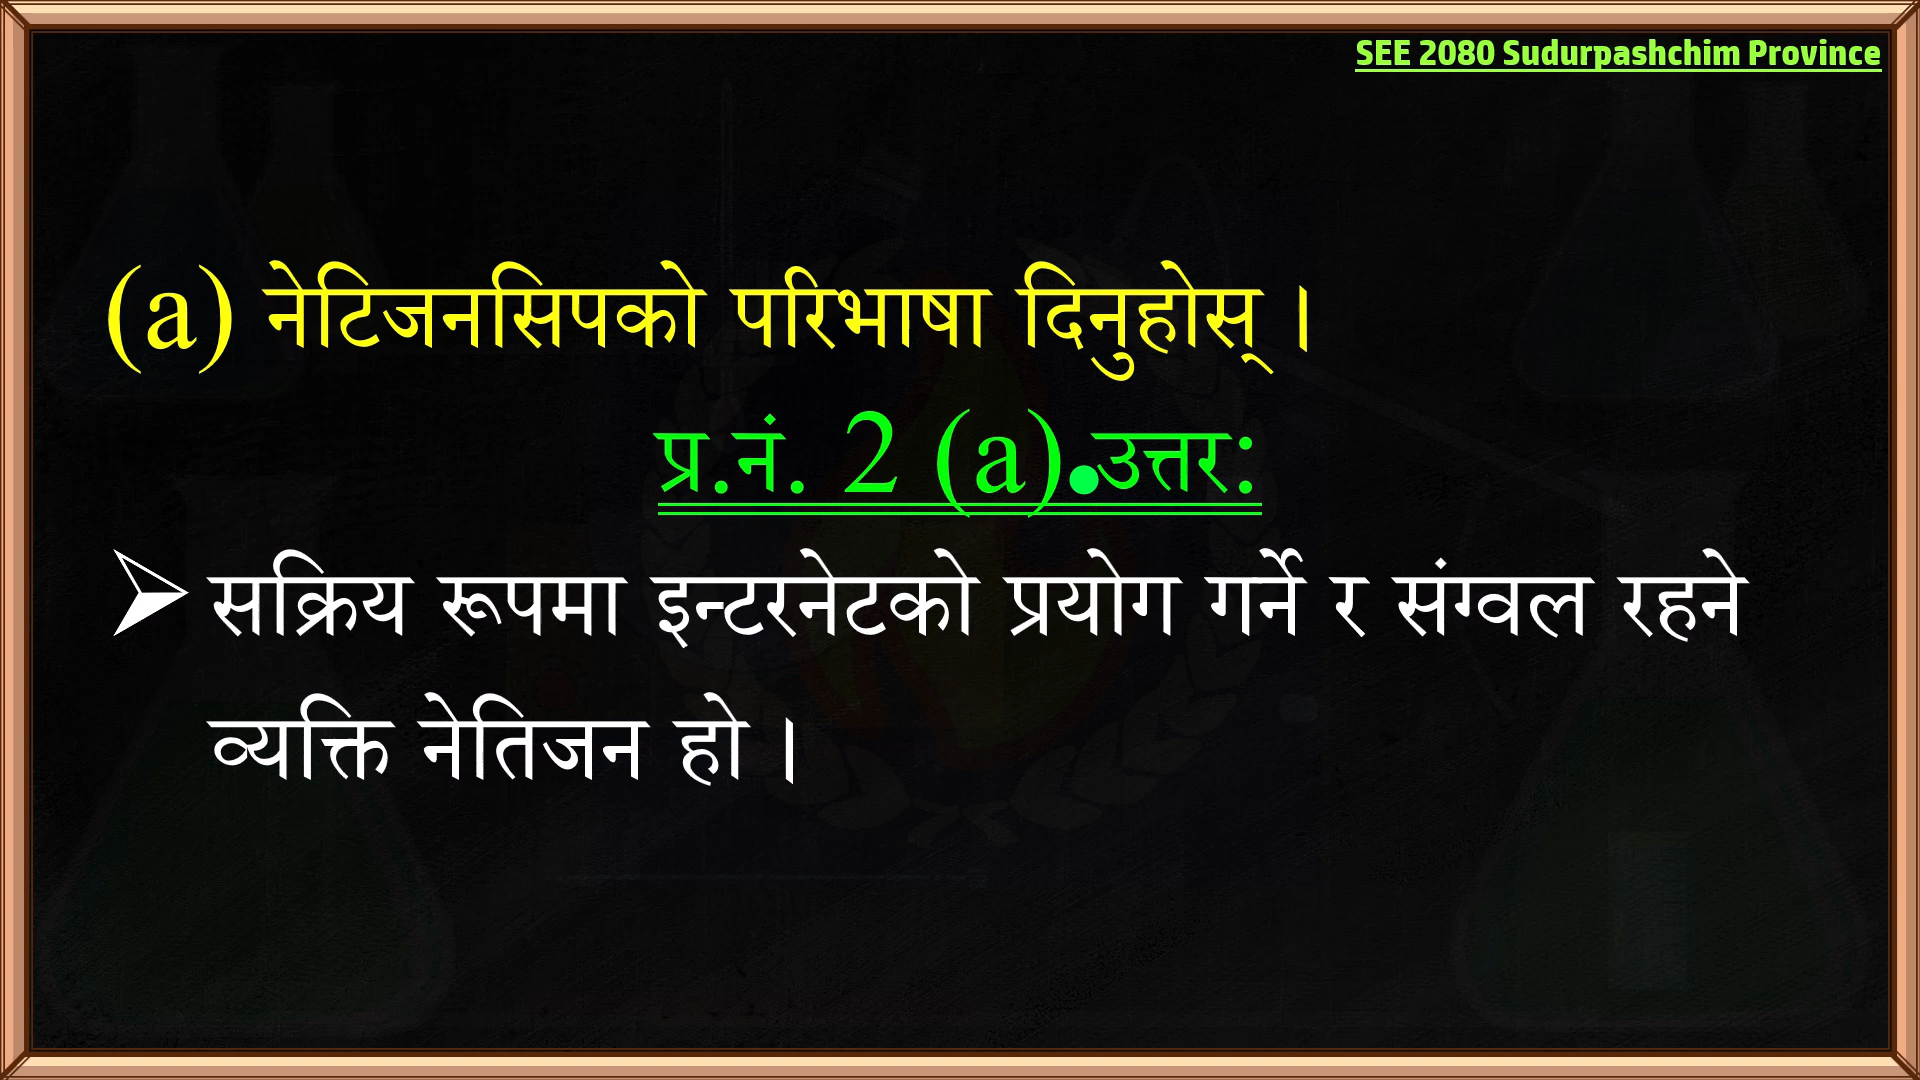 SEE 2080 Sudurpashchim Province
(a) नेटिजनसिपको परिभाषा दिनुहोस् ।
प्र.नं. 2 (a) उत्तर:
➢ सक्रिय रूपमा इन्टरनेटको प्रयोग गर्ने र संग्वल रहने
व्यक्ति नेतिजन हो ।